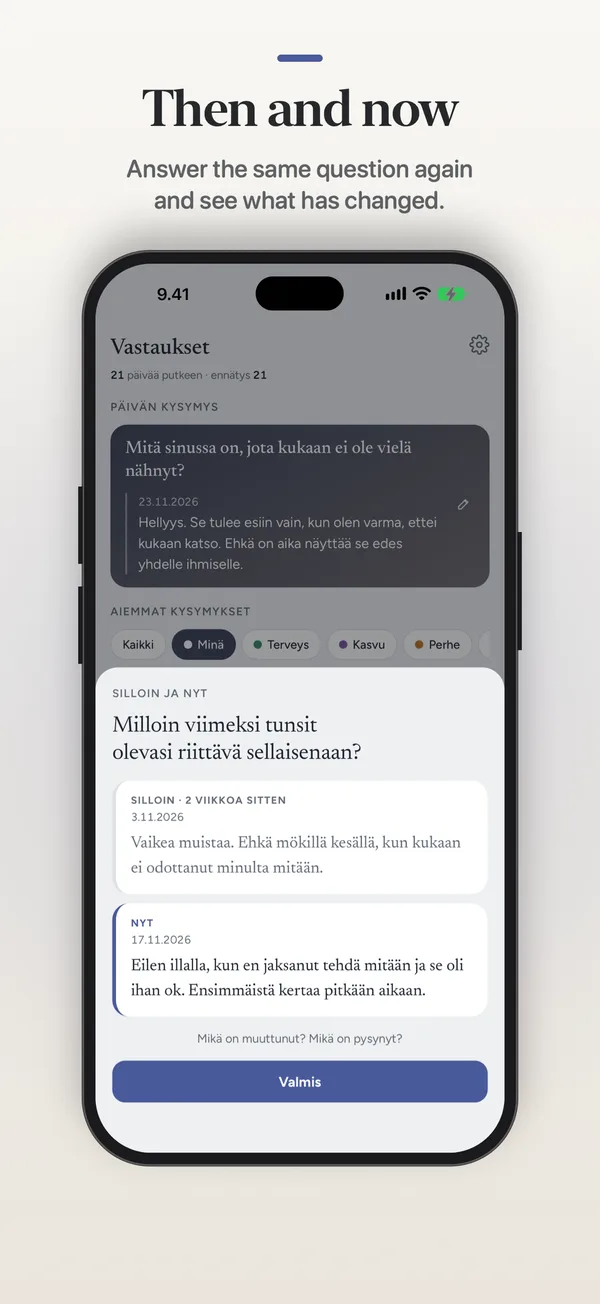 Then and now
Answer the same question again
and see what has changed.
9.41
Vastaukset
21 päivää putkeen · ennätys 21
PÄIVÄN KYSYMYS
Mitä sinussa on, jota kukaan ei ole vielä
nähnyt?
23.11.2026
Hellyys. Se tulee esiin vain, kun olen varma, ettei
kukaan katso. Ehkä on aika näyttää se edes
yhdelle ihmiselle.
AIEMMAT KYSYMYKSET
Kaikki Minä Terveys Kasvu Perhe
SILLOIN JA NYT
Milloin viimeksi tunsit
olevasi riittävä sellaisenaan?
SILLOIN · 2 VIIKKOA SITTEN
3.11.2026
Vaikea muistaa. Ehkä mökillä kesällä, kun kukaan
ei odottanut minulta mitään.
NYT
17.11.2026
Eilen illalla, kun en jaksanut tehdä mitään ja se oli
ihan ok. Ensimmäistä kertaa pitkään aikaan.
Mikä on muuttunut? Mikä on pysynyt?
Valmis